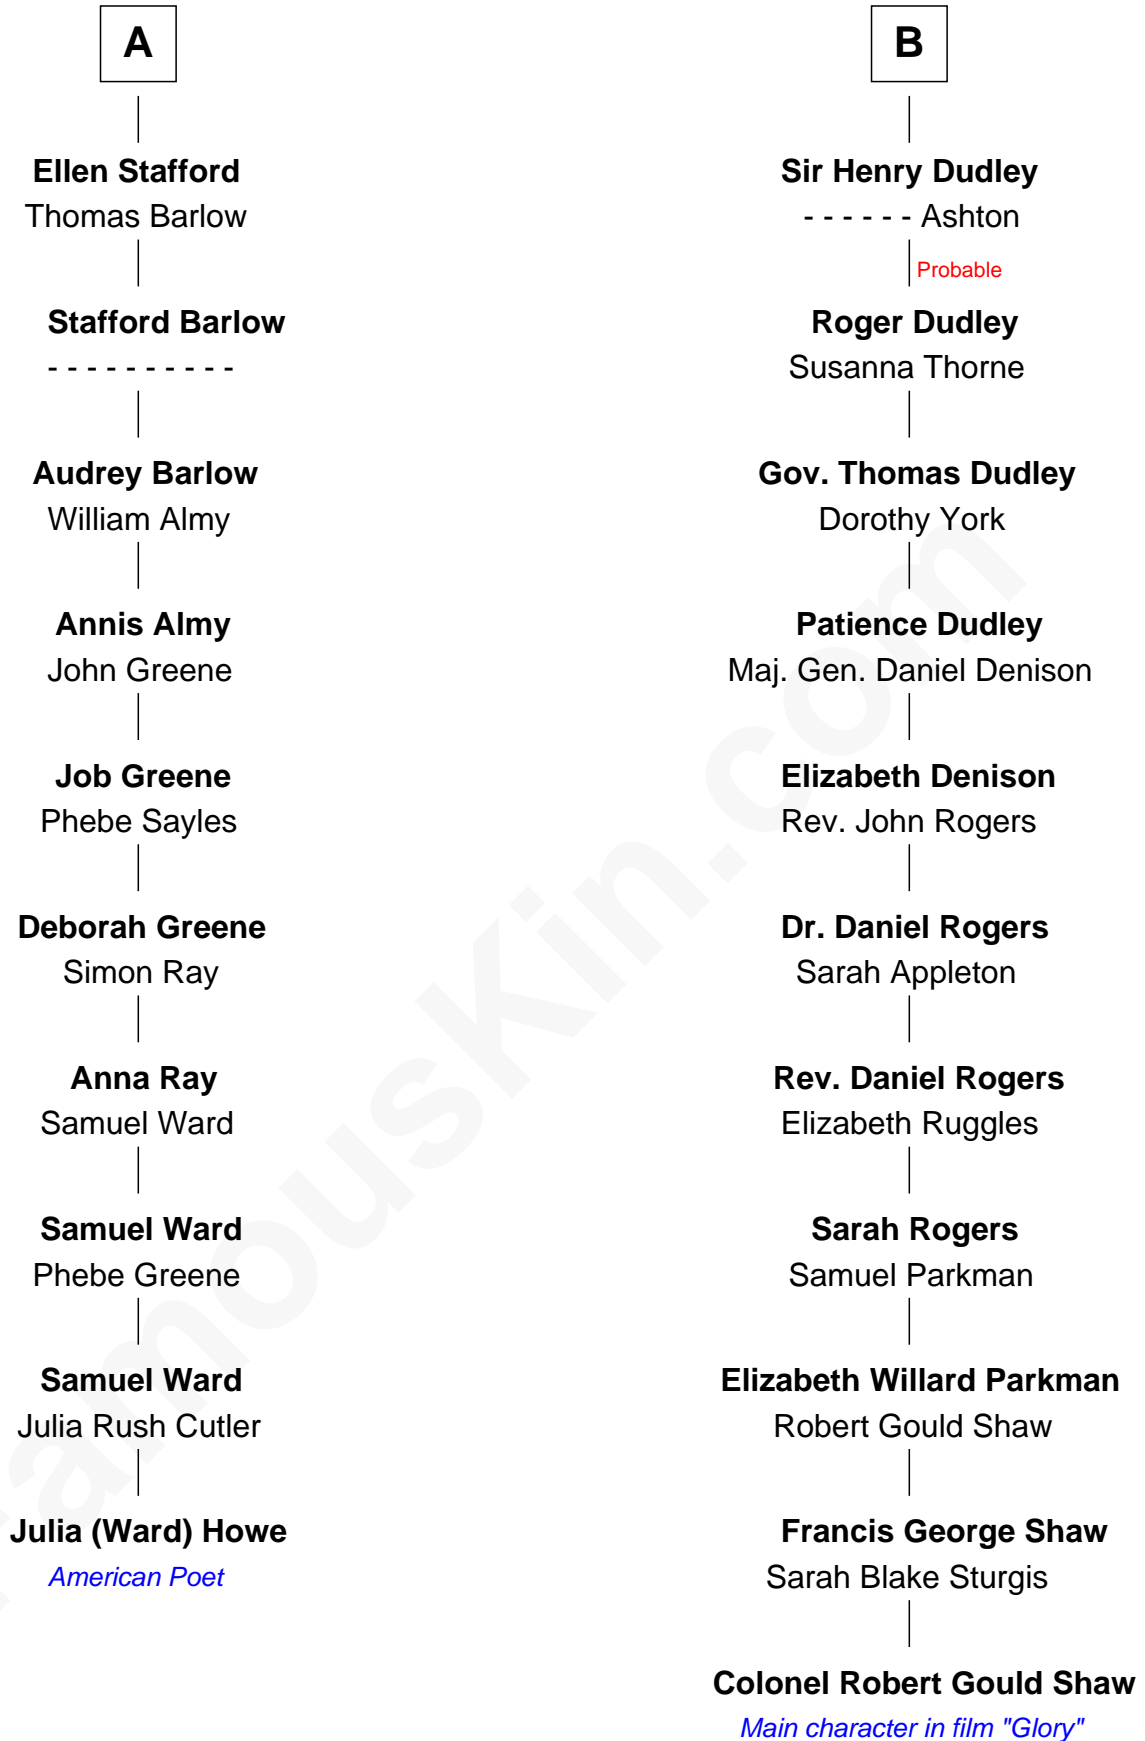 A
Ellen Stafford
Thomas Barlow
Stafford Barlow
- - - - - - - - - -
Audrey Barlow
William Almy
Annis Almy
John Greene
Job Greene
Phebe Sayles
Deborah Greene
Simon Ray
Anna Ray
Samuel Ward
Samuel Ward
Phebe Greene
Samuel Ward
Julia Rush Cutler
Julia (Ward) Howe
American Poet
B
Sir Henry Dudley
- - - - - - Ashton
Probable
Roger Dudley
Susanna Thorne
Gov. Thomas Dudley
Dorothy York
Patience Dudley
Maj. Gen. Daniel Denison
Elizabeth Denison
Rev. John Rogers
Dr. Daniel Rogers
Sarah Appleton
Rev. Daniel Rogers
Elizabeth Ruggles
Sarah Rogers
Samuel Parkman
Elizabeth Willard Parkman
Robert Gould Shaw
Francis George Shaw
Sarah Blake Sturgis
Colonel Robert Gould Shaw
Main character in film "Glory"
FamousKin.com